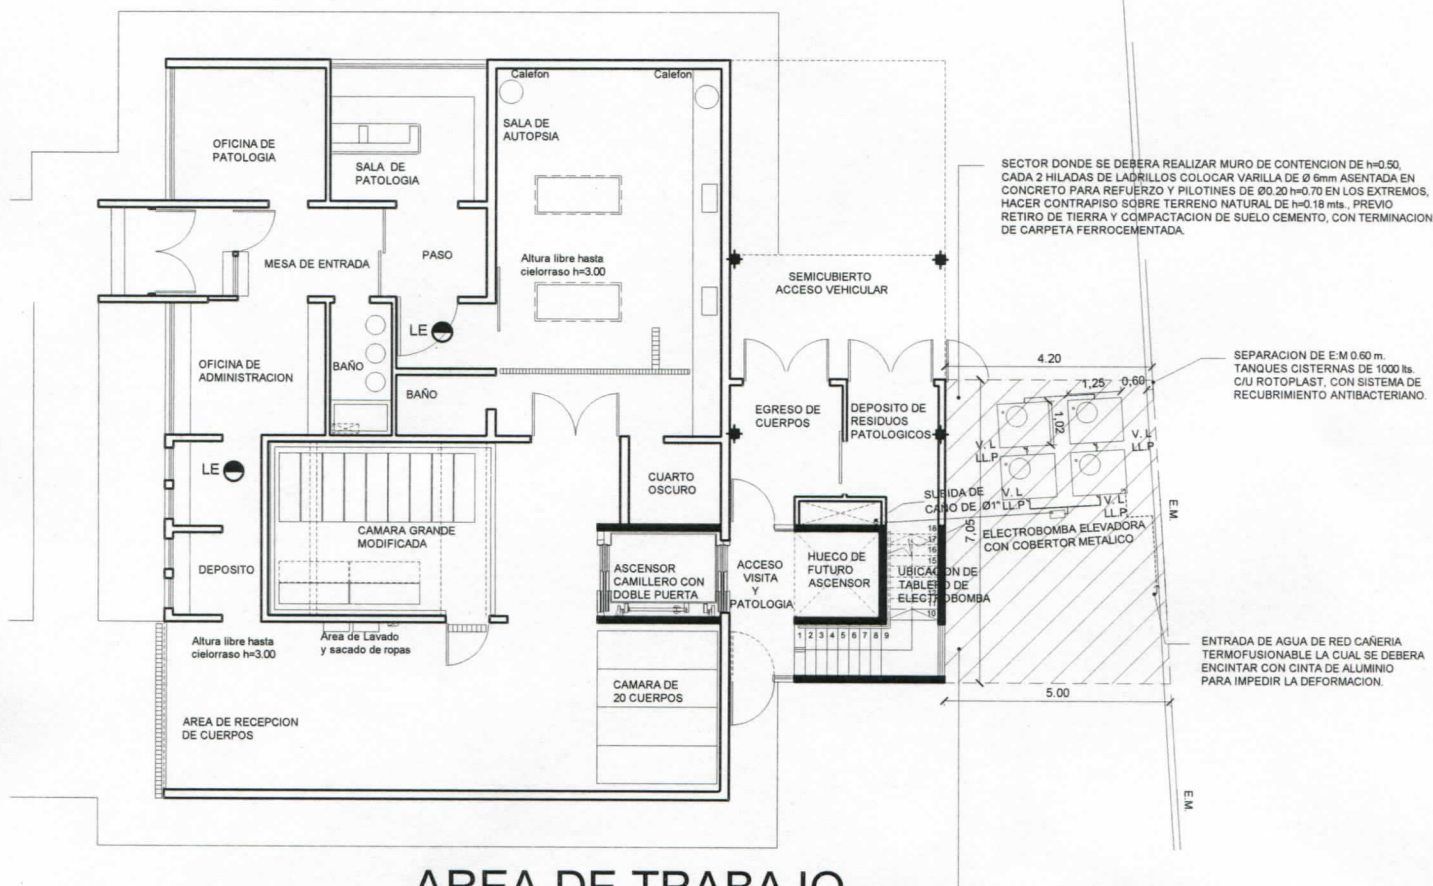 Calefon
Calefon
SALA DE
AUTOPSIA
OFICINA DE
PATOLOGIA
SALA DE
PATOLOGIA
SECTOR DONDE SE DEBERA REALIZAR MURO DE CONTENCION DE h=0.50,
CADA 2 HILADAS DE LADRILLOS COLOCAR VARILLA DE Ø 6mm ASENTADA EN
CONCRETO PARA REFUERZO Y PILOTINES DE Ø0.20 h=0.70 EN LOS EXTREMOS,
HACER CONTRAPISO SOBRE TERRENO NATURAL DE h=0.18 mts., PREVIO
RETIRO DE TIERRA Y COMPACTACION DE SUELO CEMENTO, CON TERMINACION
DE CARPETA FERROCEMENTADA.
MESA DE ENTRADA
PASO
Altura libre hasta
cielorraso h=3.00
SEMICUBIERTO
ACCESO VEHICULAR
LE
OFICINA DE
ADMINISTRACION
BAÑO
BAÑO
4.20
1,25
0,60
1,02
SEPARACION DE E:M 0.60 m.
TANQUES CISTERNAS DE 1000 lts.
C/U ROTOPLAST, CON SISTEMA DE
RECUBRIMIENTO ANTIBACTERIANO.
EGRESO DE
CUERPOS
DEPOSITO DE
RESIDUOS
PATOLOGICOS
V. L
LL.P
V. L
LL.P
LE
CUARTO
OSCURO
SUBIDA DE
CAÑO DE Ø1"
V. L
LL.P
V. L
LL.P
E.M.
CAMARA GRANDE
MODIFICADA
ELECTROBOMBA ELEVADORA
CON COBERTOR METALICO
7,05
18
17
16
15
12
11
10
DEPOSITO
ASCENSOR
CAMILLERO CON
DOBLE PUERTA
ACCESO
VISITA
Y
PATOLOGIA
HUECO DE
FUTURO
ASCENSOR
UBICACION DE
TABLERO DE
ELECTROBOMBA
1 2 3 4 5 6 7 8 9
Altura libre hasta
cielorraso h=3.00
Area de Lavado
y sacado de ropas
ENTRADA DE AGUA DE RED CAÑERIA
TERMOFUSIONABLE LA CUAL SE DEBERA
ENCINTAR CON CINTA DE ALUMINIO
PARA IMPEDIR LA DEFORMACION.
CAMARA DE
20 CUERPOS
5.00
AREA DE RECEPCION
DE CUERPOS
E.M.
AREA DE TRABAJO